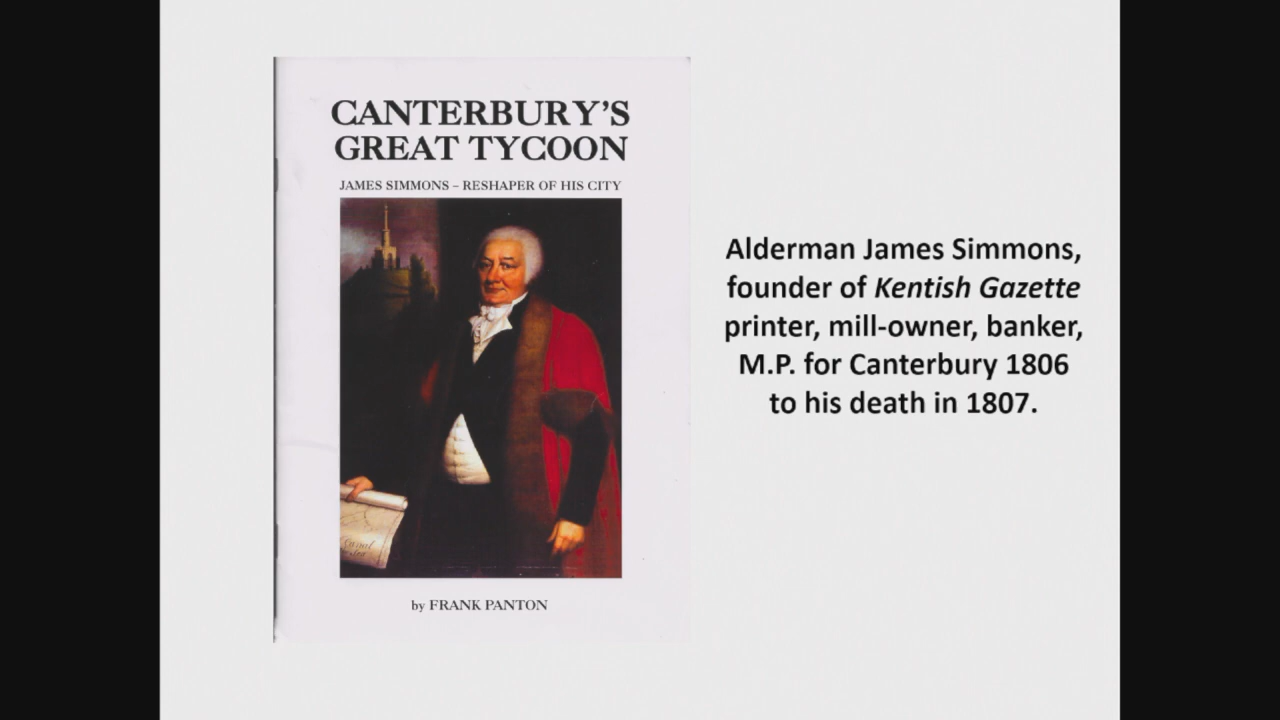 CANTERBURY'S
GREAT TYCOON
JAMES SIMMONS – RESHAPER OF HIS CITY
by FRANK PANTON
Alderman James Simmons,
founder of Kentish Gazette
printer, mill-owner, banker,
M.P. for Canterbury 1806
to his death in 1807.